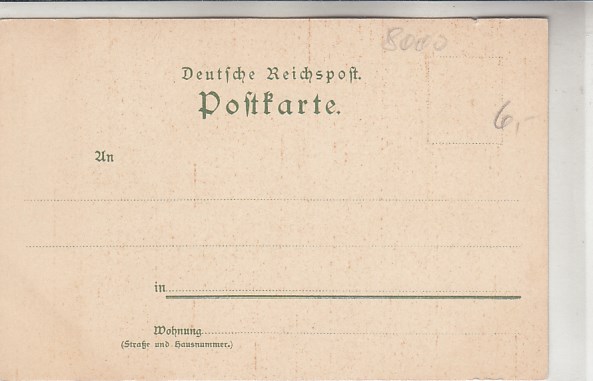 8000
Deutsche Reichspost.
Postkarte.
6,-
An
in
Wohnung
(Straße und Hausnummer.)